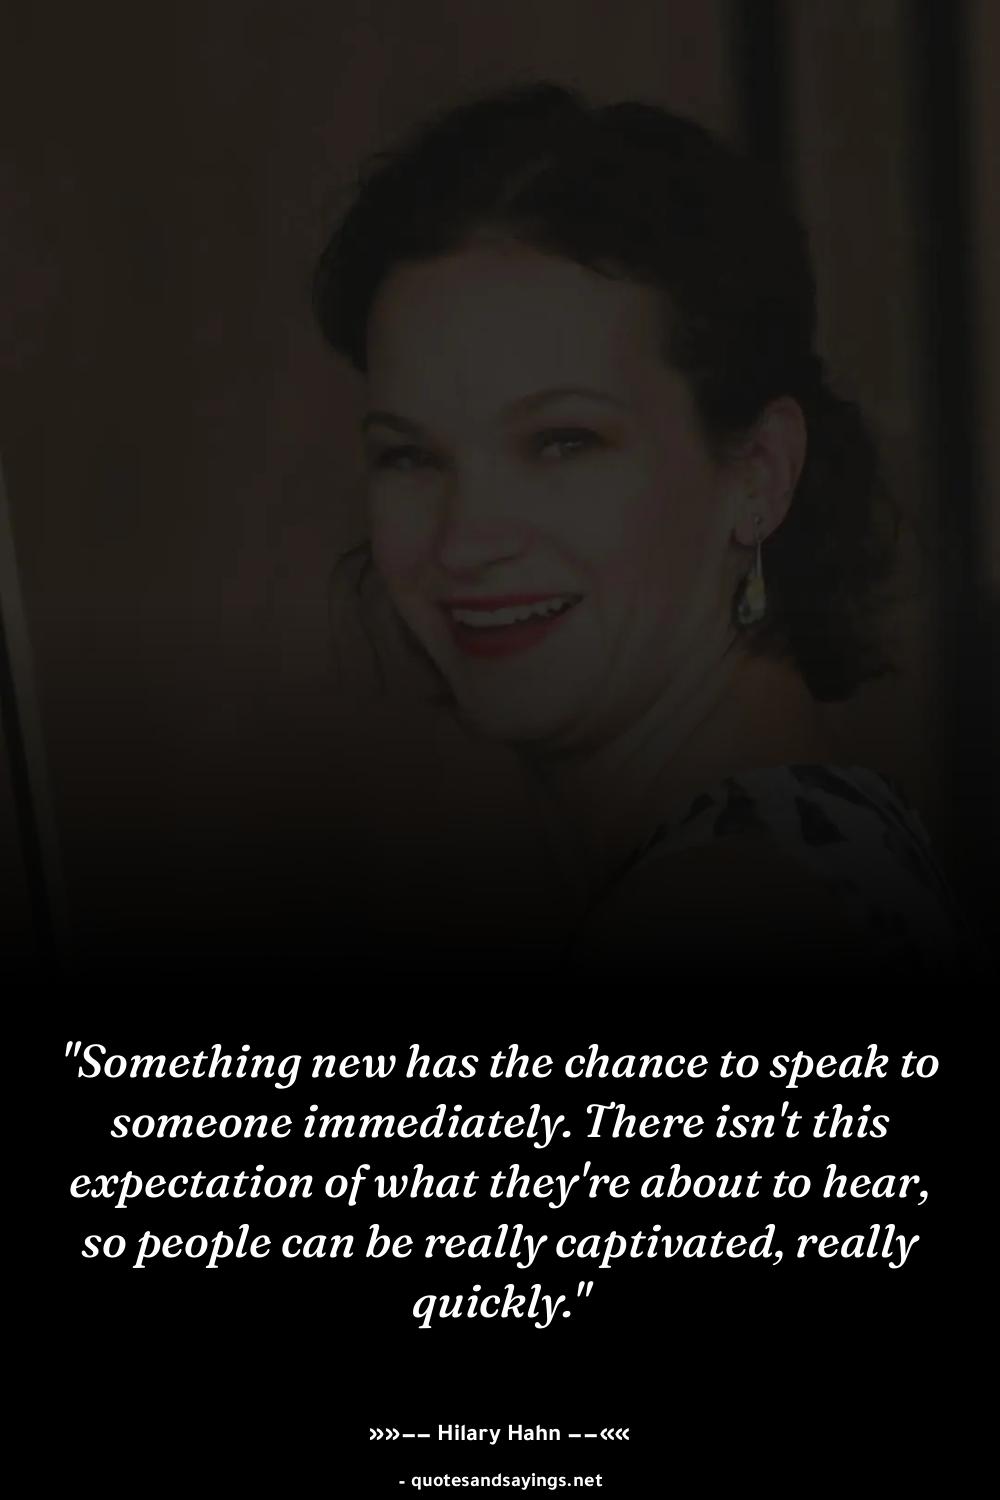 "Something new has the chance to speak to
someone immediately. There isn't this
expectation of what they're about to hear,
so people can be really captivated, really
quickly."
»»–– Hilary Hahn ––««
- quotesandsayings.net